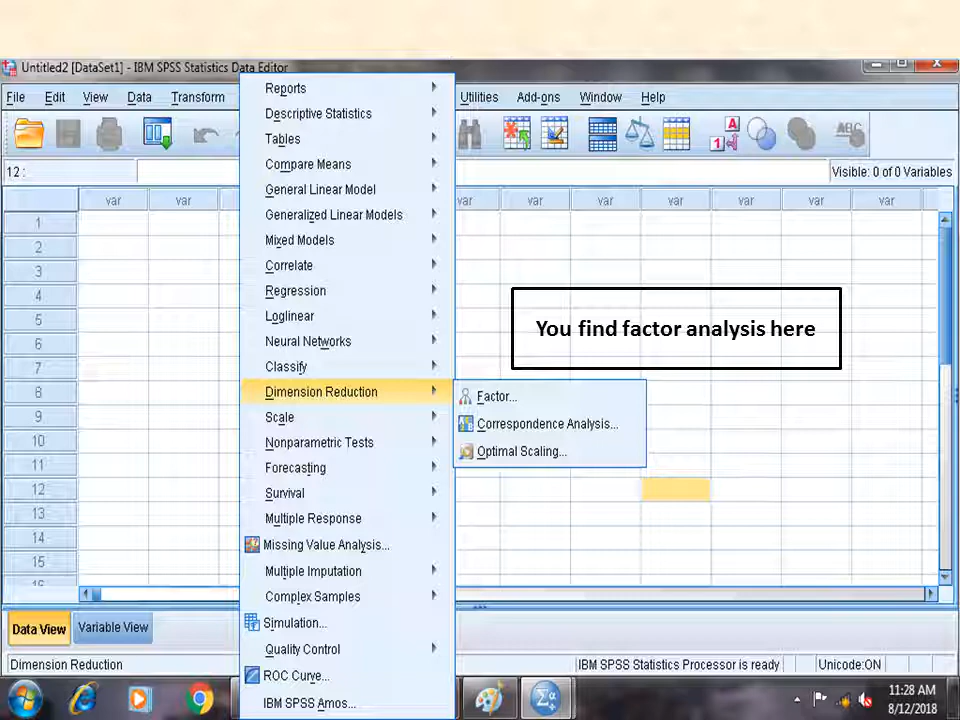 Untitled2 [DataSet1] - IBM SPSS Statistics Data Editor
File Edit View Data Transform Utilities Add-ons Window Help
A
1
ABC
12 :
Visible: 0 of 0 Variables
var var var var var var var var
1
2
3
4
5
6
7
8
9
10
11
12
13
14
15
16
Reports
Descriptive Statistics
Tables
Compare Means
General Linear Model
Generalized Linear Models
Mixed Models
Correlate
Regression
Loglinear
Neural Networks
Classify
Dimension Reduction
Scale
Nonparametric Tests
Forecasting
Survival
Multiple Response
Missing Value Analysis...
Multiple Imputation
Complex Samples
Simulation...
Quality Control
ROC Curve...
IBM SPSS Amos...
Factor...
Correspondence Analysis...
Optimal Scaling...
You find factor analysis here
Data View Variable View
Dimension Reduction
IBM SPSS Statistics Processor is ready
Unicode:ON
11:28 AM
8/12/2018